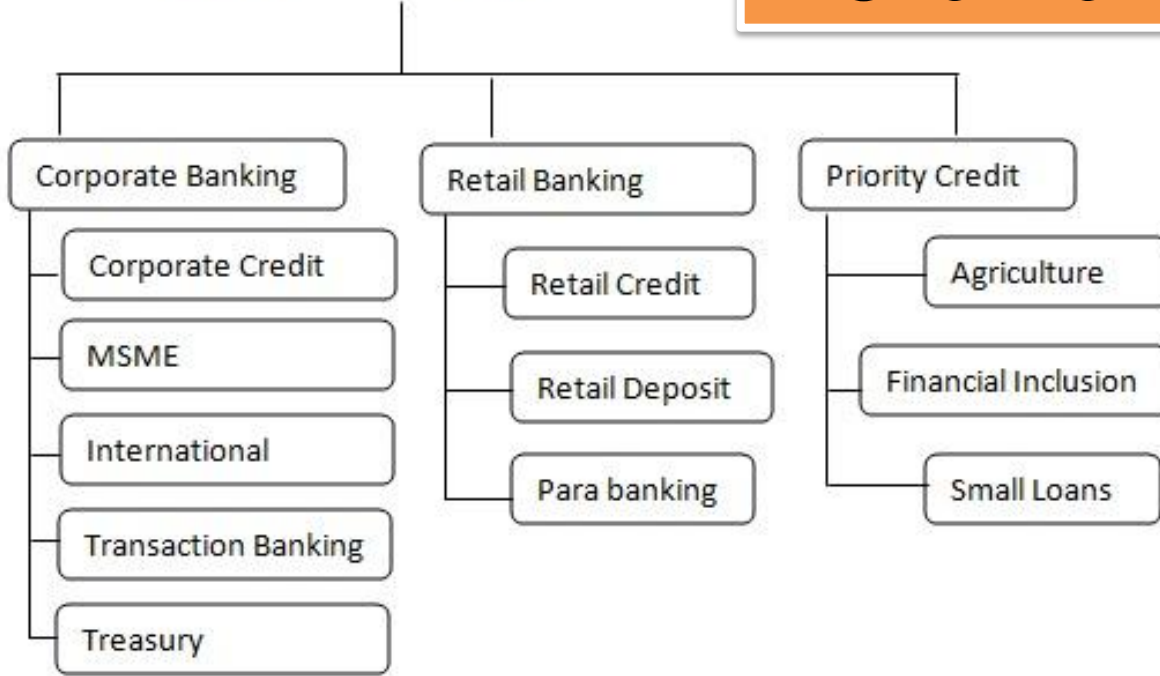 Corporate Banking
Corporate Credit
MSME
International
Transaction Banking
Treasury
Retail Banking
Retail Credit
Retail Deposit
Para banking
Priority Credit
Agriculture
Financial Inclusion
Small Loans